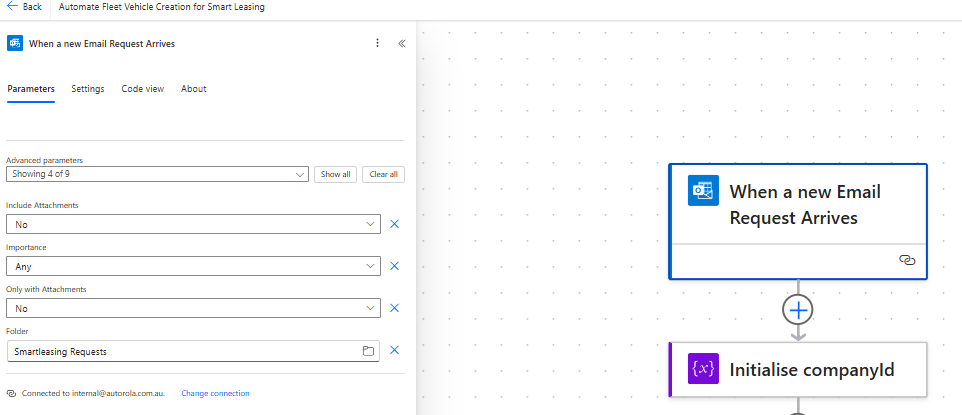 Back Automate Fleet Vehicle Creation for Smart Leasing
When a new Email Request Arrives
Parameters Settings Code view About
Advanced parameters
Showing 4 of 9 Show all Clear all
Include Attachments
No
Importance
Any
Only with Attachments
No
Folder
Smartleasing Requests
Connected to internal@autorola.com.au. Change connection
When a new Email
Request Arrives
{x} Initialise companyId